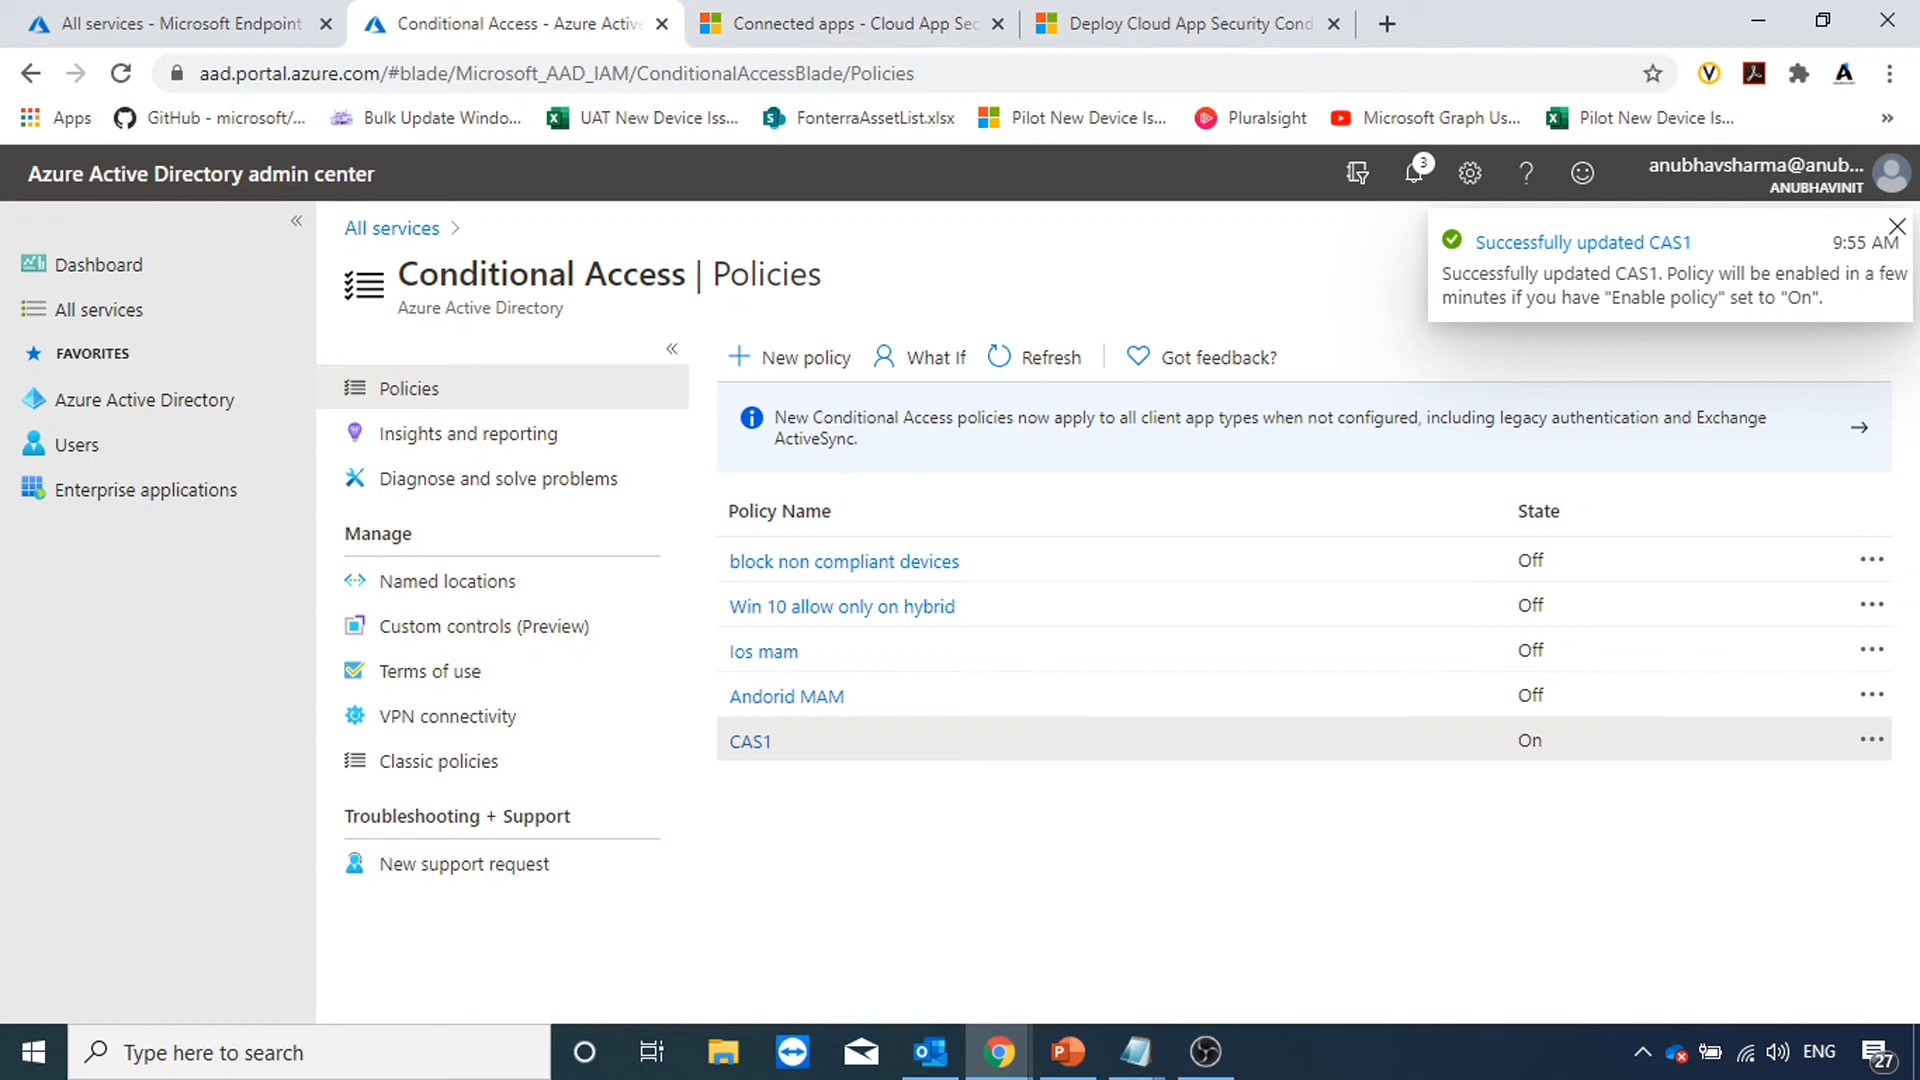 All services - Microsoft Endpoint
Conditional Access - Azure Active
Connected apps - Cloud App Sec
Deploy Cloud App Security Cond
aad.portal.azure.com/#blade/Microsoft_AAD_IAM/ConditionalAccessBlade/Policies
Apps
GitHub - microsoft/...
Bulk Update Windo...
UAT New Device Iss...
FonterraAssetList.xlsx
Pilot New Device Is...
Pluralsight
Microsoft Graph Us...
Pilot New Device Is...
»
Azure Active Directory admin center
3
anubhavsharma@anub...
ANUBHAVINIT
Dashboard
All services
FAVORITES
Azure Active Directory
Users
Enterprise applications
All services
Conditional Access | Policies
Azure Active Directory
Successfully updated CAS1
9:55 AM
Successfully updated CAS1. Policy will be enabled in a few
minutes if you have "Enable policy" set to "On".
Policies
Insights and reporting
Diagnose and solve problems
Manage
Named locations
Custom controls (Preview)
Terms of use
VPN connectivity
Classic policies
Troubleshooting + Support
New support request
New policy
What If
Refresh
Got feedback?
New Conditional Access policies now apply to all client app types when not configured, including legacy authentication and Exchange
ActiveSync.
Policy Name State
block non compliant devices Off
Win 10 allow only on hybrid Off
Ios mam Off
Andorid MAM Off
CAS1 On
Type here to search
ENG
27